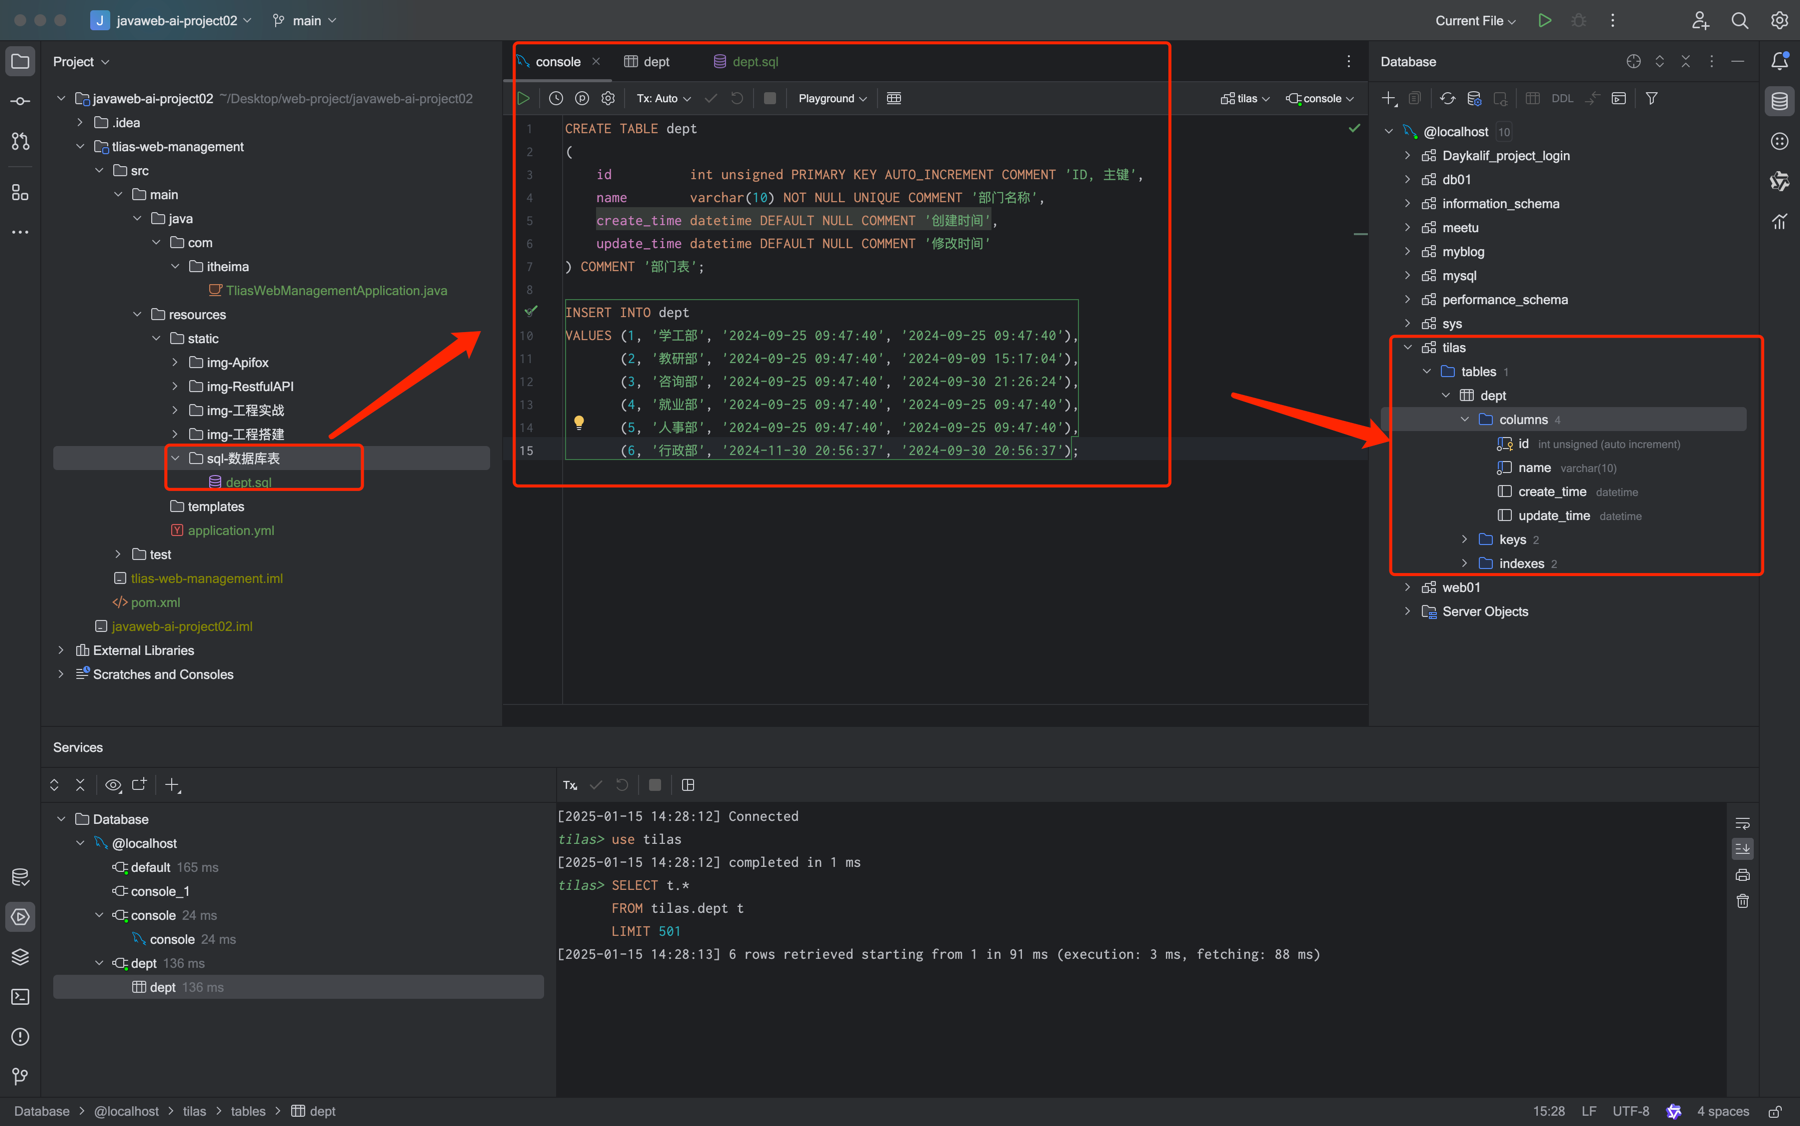 J javaweb-ai-project02 main Current File
Project
javaweb-ai-project02 ~/Desktop/web-project/javaweb-ai-project02
.idea
tlias-web-management
src
main
java
com
itheima
TliasWebManagementApplication.java
resources
static
img-Apifox
img-RestfulAPI
img-工程实战
img-工程搭建
sql-数据库表
dept.sql
templates
application.yml
test
tlias-web-management.iml
pom.xml
javaweb-ai-project02.iml
External Libraries
Scratches and Consoles
console dept dept.sql
Tx: Auto Playground tilas console
1 CREATE TABLE dept
2 (
3 id int unsigned PRIMARY KEY AUTO_INCREMENT COMMENT 'ID, 主键',
4 name varchar(10) NOT NULL UNIQUE COMMENT '部门名称',
5 create_time datetime DEFAULT NULL COMMENT '创建时间',
6 update_time datetime DEFAULT NULL COMMENT '修改时间'
7 ) COMMENT '部门表';
8
INSERT INTO dept
10 VALUES (1, '学工部', '2024-09-25 09:47:40', '2024-09-25 09:47:40'),
11 (2, '教研部', '2024-09-25 09:47:40', '2024-09-09 15:17:04'),
12 (3, '咨询部', '2024-09-25 09:47:40', '2024-09-30 21:26:24'),
13 (4, '就业部', '2024-09-25 09:47:40', '2024-09-25 09:47:40'),
14 (5, '人事部', '2024-09-25 09:47:40', '2024-09-25 09:47:40'),
15 (6, '行政部', '2024-11-30 20:56:37', '2024-09-30 20:56:37');
Database
DDL
@localhost 10
Daykalif_project_login
db01
information_schema
meetu
myblog
mysql
performance_schema
sys
tilas
tables 1
dept
columns 4
id int unsigned (auto increment)
name varchar(10)
create_time datetime
update_time datetime
keys 2
indexes 2
web01
Server Objects
Services
Database
@localhost
default 165 ms
console_1
console 24 ms
console 24 ms
dept 136 ms
dept 136 ms
Tx
[2025-01-15 14:28:12] Connected
tilas> use tilas
[2025-01-15 14:28:12] completed in 1 ms
tilas> SELECT t.*
FROM tilas.dept t
LIMIT 501
[2025-01-15 14:28:13] 6 rows retrieved starting from 1 in 91 ms (execution: 3 ms, fetching: 88 ms)
Database > @localhost > tilas > tables > dept
15:28 LF UTF-8 4 spaces